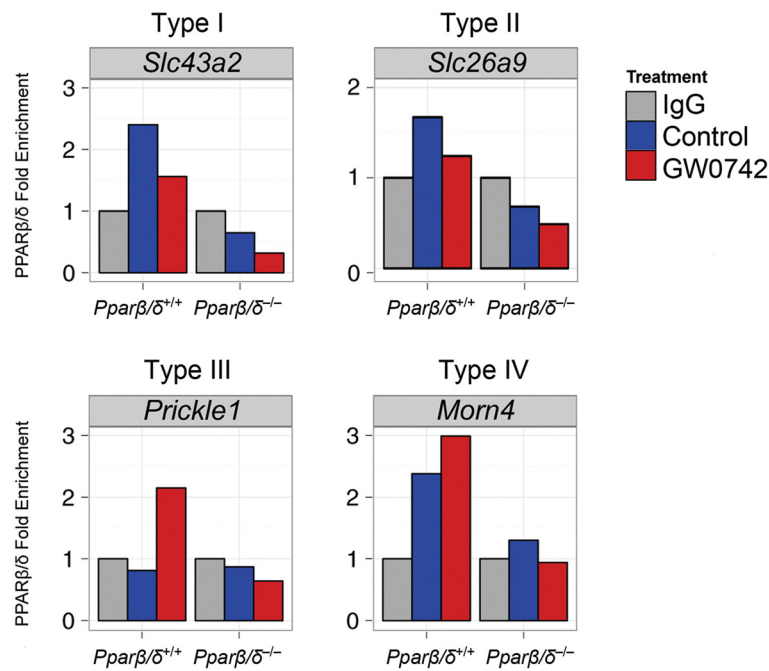 Type I
Slc43a2
PPARβ/δ Fold Enrichment
3
2
1
0
Pparβ/δ+/+ Pparβ/δ–/–
Type II
Slc26a9
2
1
0
Pparβ/δ+/+ Pparβ/δ–/–
Treatment
IgG
Control
GW0742
Type III
Prickle1
PPARβ/δ Fold Enrichment
3
2
1
0
Pparβ/δ+/+ Pparβ/δ–/–
Type IV
Morn4
3
2
1
0
Pparβ/δ+/+ Pparβ/δ–/–